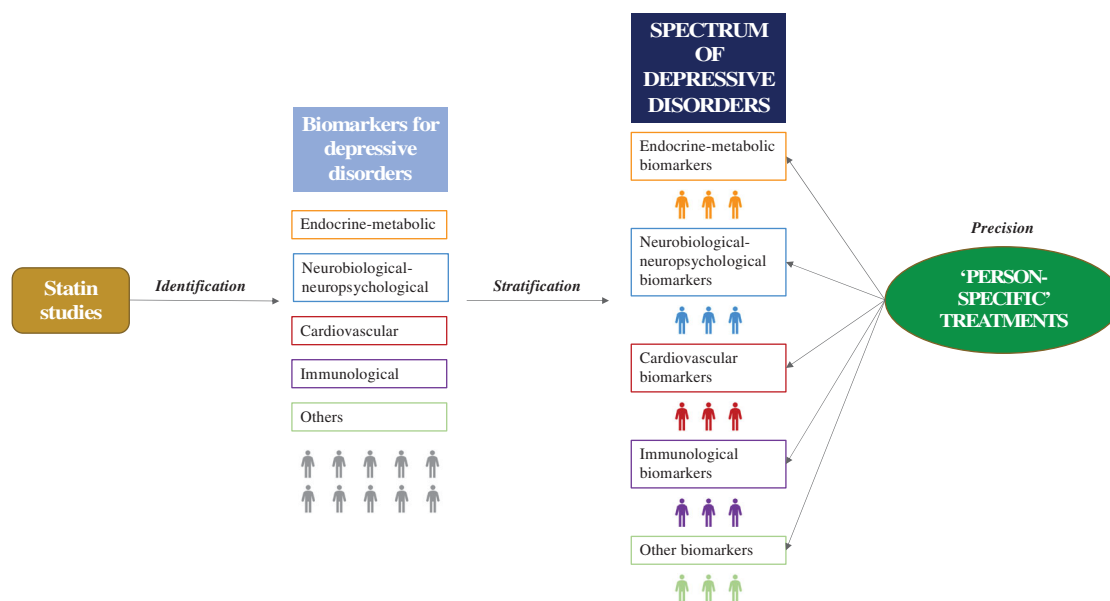 Statin
studies
Identification
Biomarkers for
depressive
disorders
Endocrine-metabolic
Neurobiological-
neuropsychological
Cardiovascular
Immunological
Others
Stratification
SPECTRUM
OF
DEPRESSIVE
DISORDERS
Endocrine-metabolic
biomarkers
Neurobiological-
neuropsychological
biomarkers
Cardiovascular
biomarkers
Immunological
biomarkers
Other biomarkers
Precision
‘PERSON-
SPECIFIC’
TREATMENTS